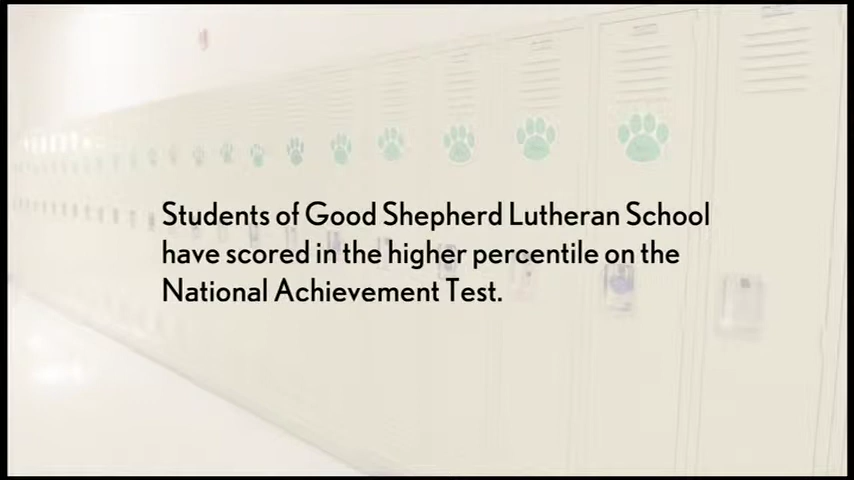 Students of Good Shepherd Lutheran School
have scored in the higher percentile on the
National Achievement Test.